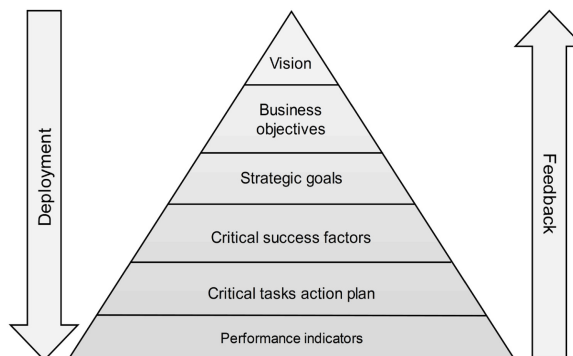 Deployment
Vision
Business
objectives
Strategic goals
Critical success factors
Critical tasks action plan
Performance indicators
Feedback